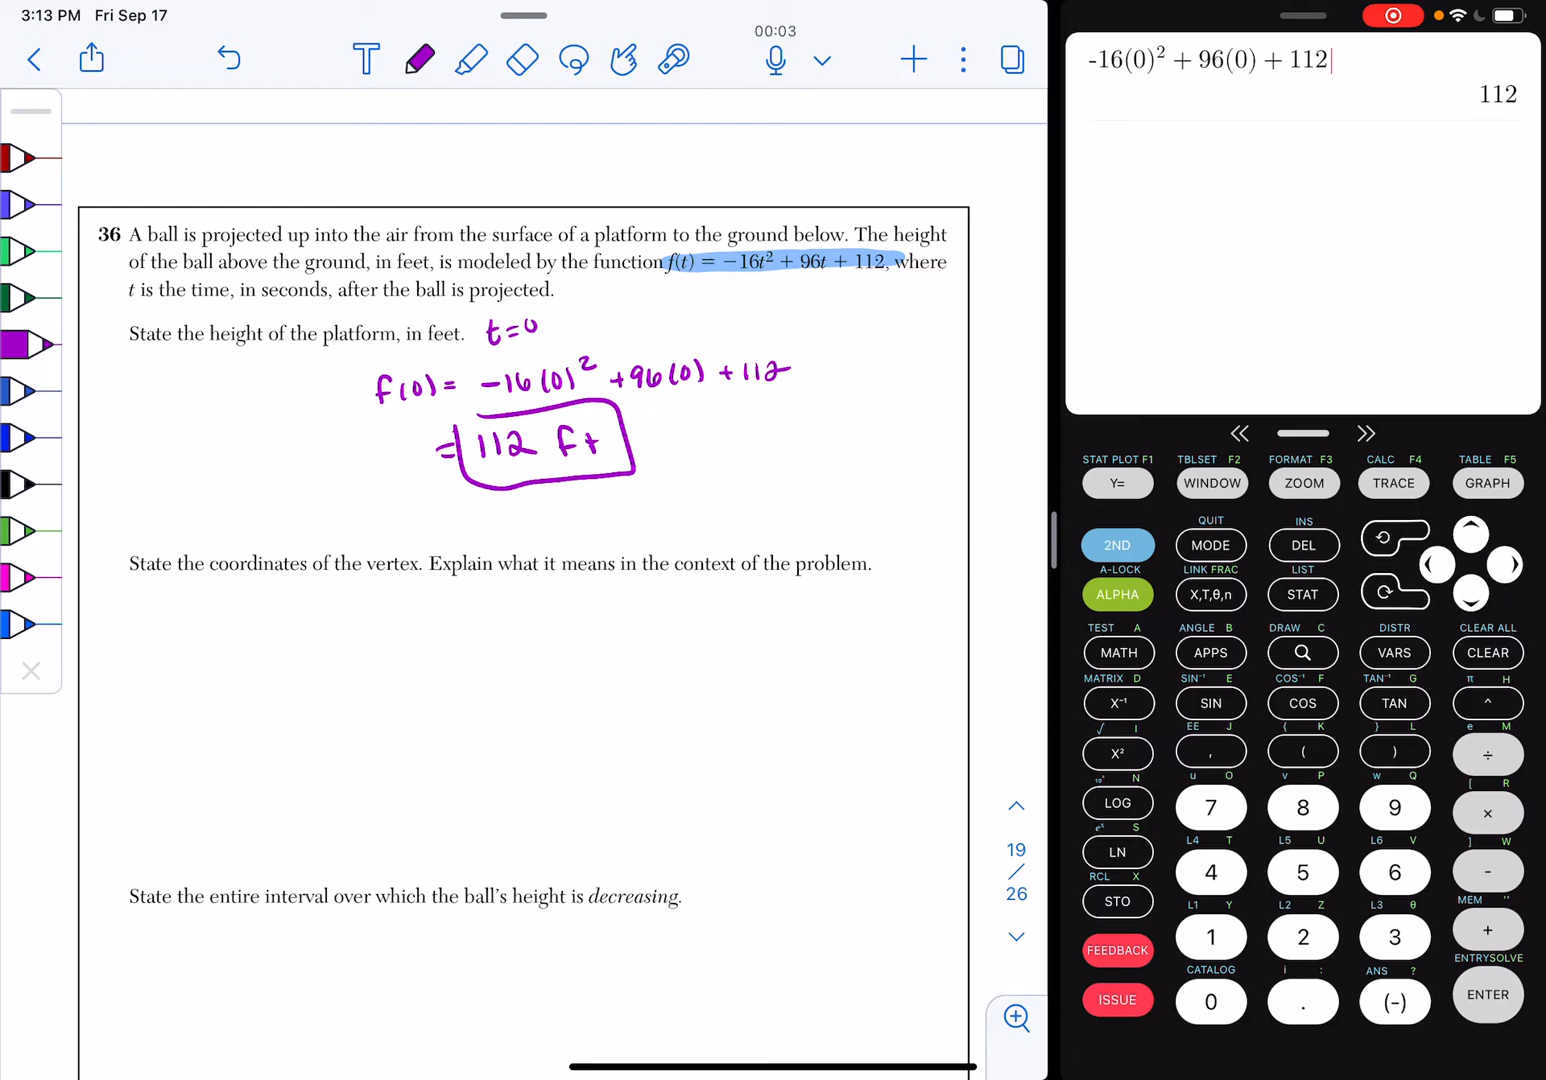 3:13 PM Fri Sep 17
00:03
36 A ball is projected up into the air from the surface of a platform to the ground below. The height
of the ball above the ground, in feet, is modeled by the function f(t) = −16t² + 96t + 112, where
t is the time, in seconds, after the ball is projected.
State the height of the platform, in feet. t=0
f(0) = -16(0)² +96(0) +112
= 112 ft
State the coordinates of the vertex. Explain what it means in the context of the problem.
State the entire interval over which the ball's height is decreasing.
19
/
26
-16(0)² + 96(0) + 112
112
STAT PLOT F1 TBLSET F2 FORMAT F3 CALC F4 TABLE F5
Y= WINDOW ZOOM TRACE GRAPH
QUIT INS
2ND MODE DEL
A-LOCK LINK FRAC LIST
ALPHA X,T,θ,n STAT
TEST A ANGLE B DRAW C DISTR CLEAR ALL
MATH APPS VARS CLEAR
MATRIX D SIN⁻¹ E COS⁻¹ F TAN⁻¹ G π H
X⁻¹ SIN COS TAN ^
√ I EE J { K } L e M
X² , ( ) ÷
10ˣ N u O v P w Q [ R
LOG 7 8 9 ×
eˣ S L4 T L5 U L6 V ] W
LN 4 5 6 -
RCL X L1 Y L2 Z L3 θ MEM "
STO 1 2 3 +
FEEDBACK CATALOG i : ANS ? ENTRY SOLVE
ISSUE 0 . (-) ENTER